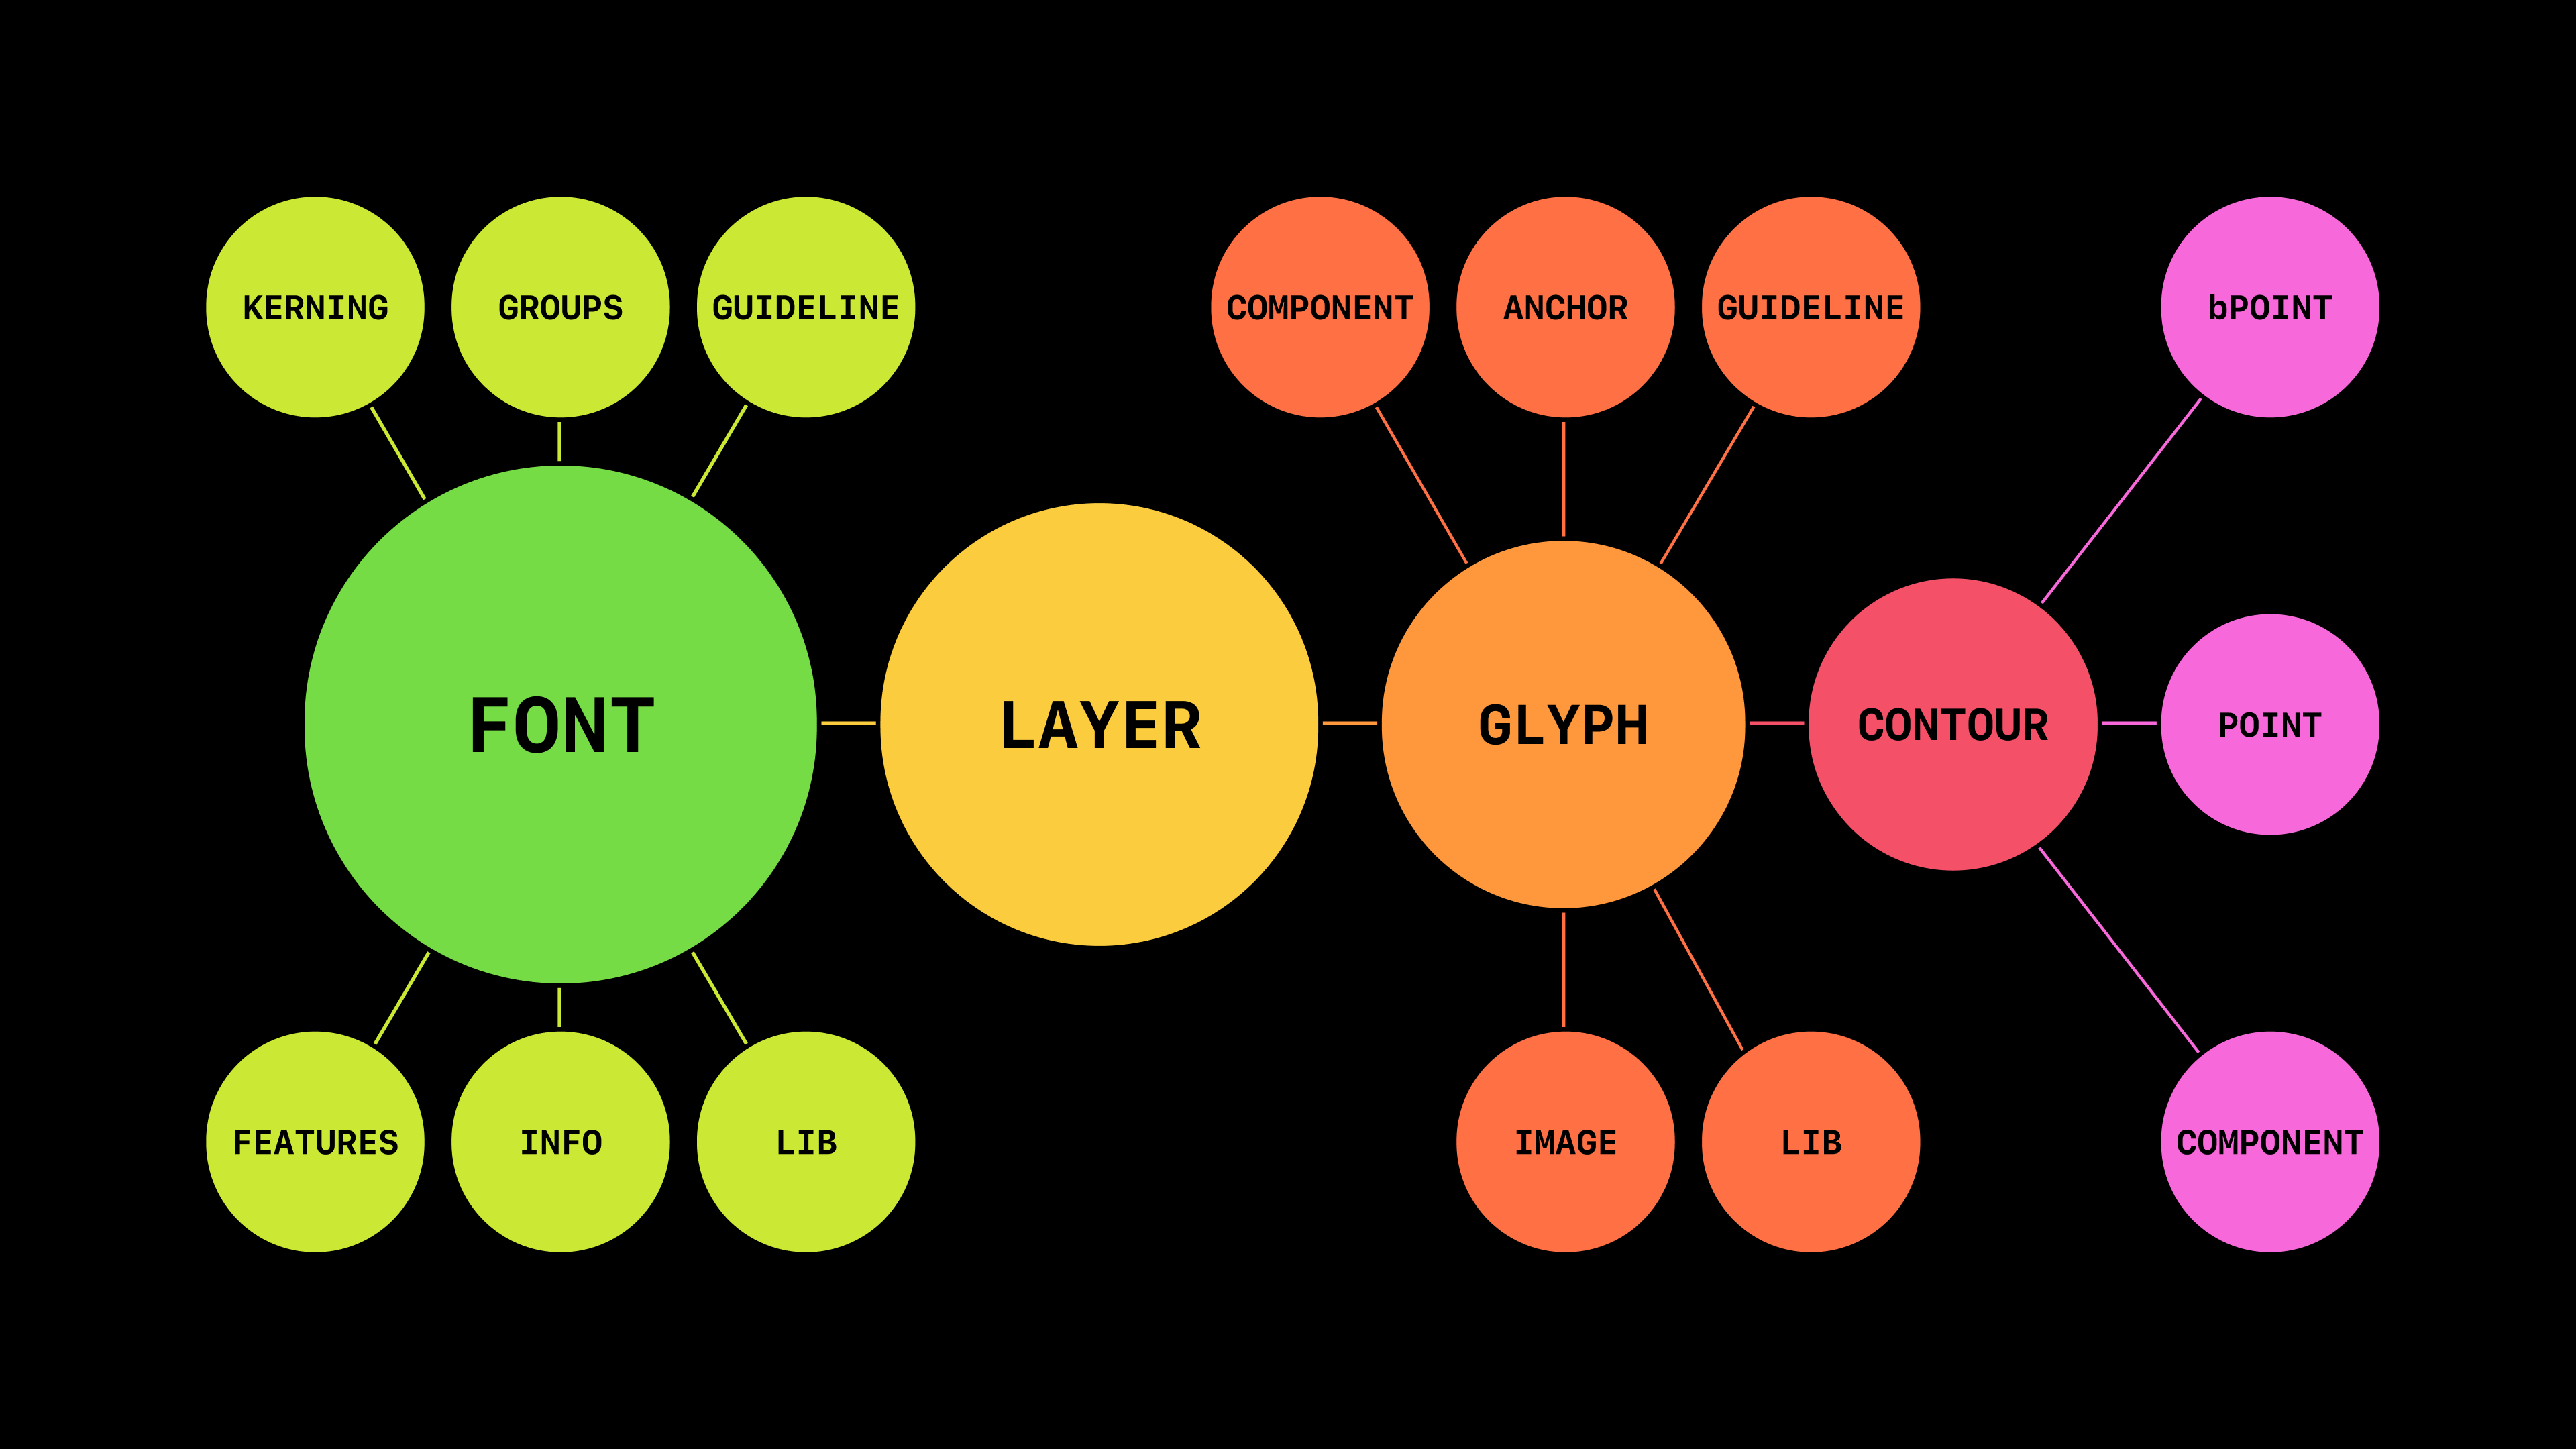 KERNING
GROUPS
GUIDELINE
COMPONENT
ANCHOR
GUIDELINE
bPOINT
FONT
LAYER
GLYPH
CONTOUR
POINT
FEATURES
INFO
LIB
IMAGE
LIB
COMPONENT